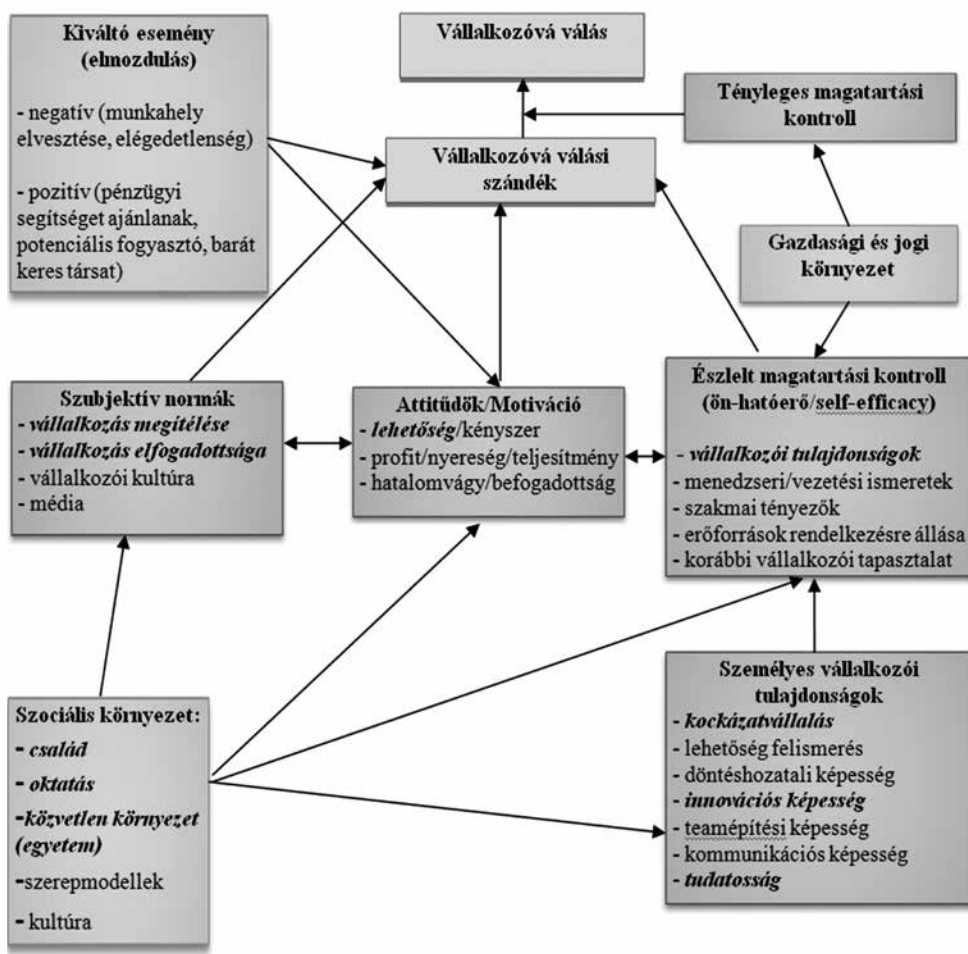 Kiváltó esemény
(elmozdulás)
- negatív (munkahely
elvesztése, elégedetlenség)
- pozitív (pénzügyi
segítséget ajánlanak,
potenciális fogyasztó, barát
keres társat)
Vállalkozóvá válás
Tényleges magatartási
kontroll
Vállalkozóvá válási
szándék
Gazdasági és jogi
környezet
Szubjektív normák
- vállalkozás megítélése
- vállalkozás elfogadottsága
- vállalkozói kultúra
- média
Attitűdök/Motiváció
- lehetőség/kényszer
- profit/nyereség/teljesítmény
- hatalomvágy/befogadottság
Észlelt magatartási kontroll
(ön-hatóerő/self-efficacy)
- vállalkozói tulajdonságok
- menedzseri/vezetési ismeretek
- szakmai tényezők
- erőforrások rendelkezésre állása
- korábbi vállalkozói tapasztalat
Szociális környezet:
- család
- oktatás
-közvetlen környezet
(egyetem)
-szerepmodellek
- kultúra
Személyes vállalkozói
tulajdonságok
- kockázatvállalás
- lehetőség felismerés
- döntéshozatali képesség
- innovációs képesség
- teamépítési képesség
- kommunikációs képesség
- tudatosság